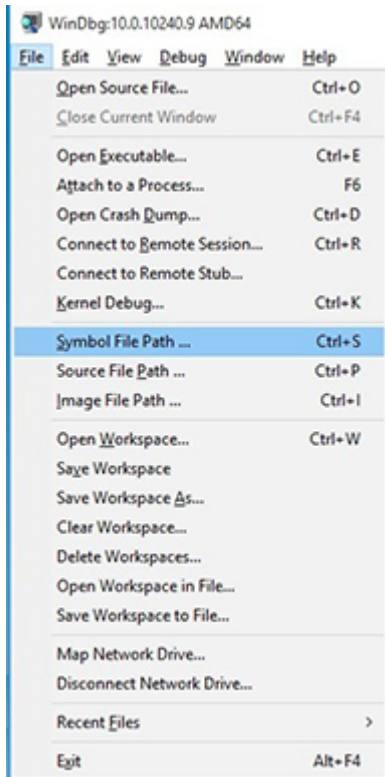 WinDbg:10.0.10240.9 AMD64
File Edit View Debug Window Help
Open Source File... Ctrl+O
Close Current Window Ctrl+F4
Open Executable... Ctrl+E
Attach to a Process... F6
Open Crash Dump... Ctrl+D
Connect to Remote Session... Ctrl+R
Connect to Remote Stub...
Kernel Debug... Ctrl+K
Symbol File Path ... Ctrl+S
Source File Path ... Ctrl+P
Image File Path ... Ctrl+I
Open Workspace... Ctrl+W
Save Workspace
Save Workspace As...
Clear Workspace...
Delete Workspaces...
Open Workspace in File...
Save Workspace to File...
Map Network Drive...
Disconnect Network Drive...
Recent Files >
Exit Alt+F4